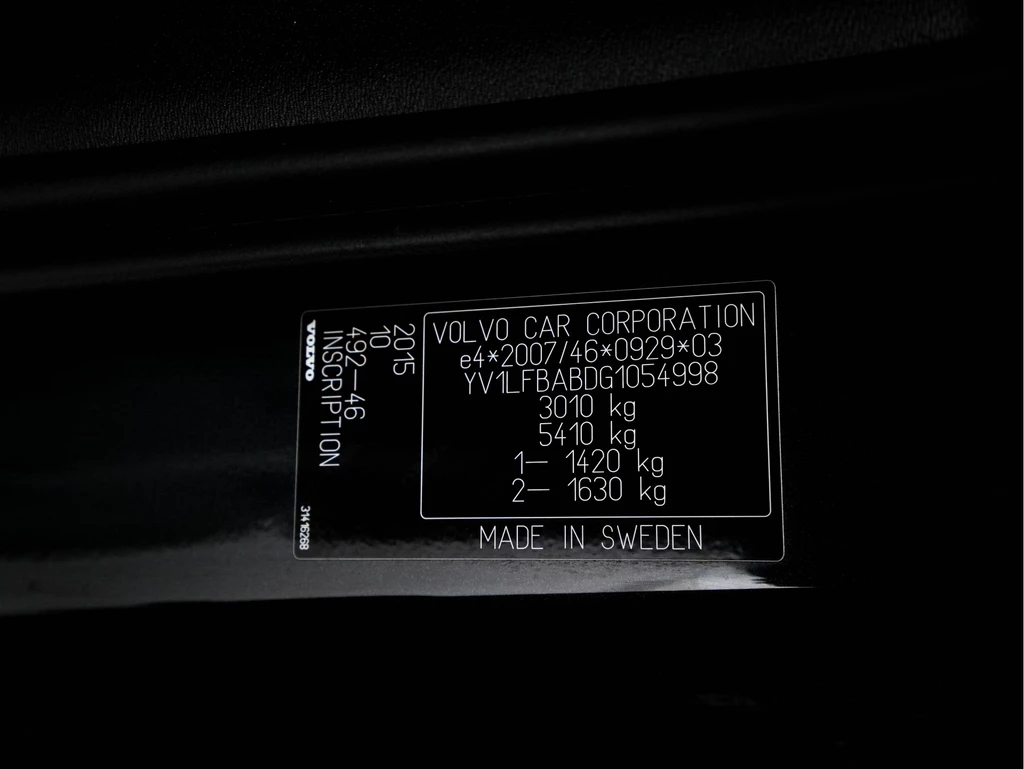 VOLVO CAR CORPORATION
e4*2007/46*0929*03
YV1LFBABDG1054998
3010 kg
5410 kg
1— 1420 kg
2— 1630 kg
MADE IN SWEDEN
2015
10
492—46
INSCRIPTION
VOLVO
31416268